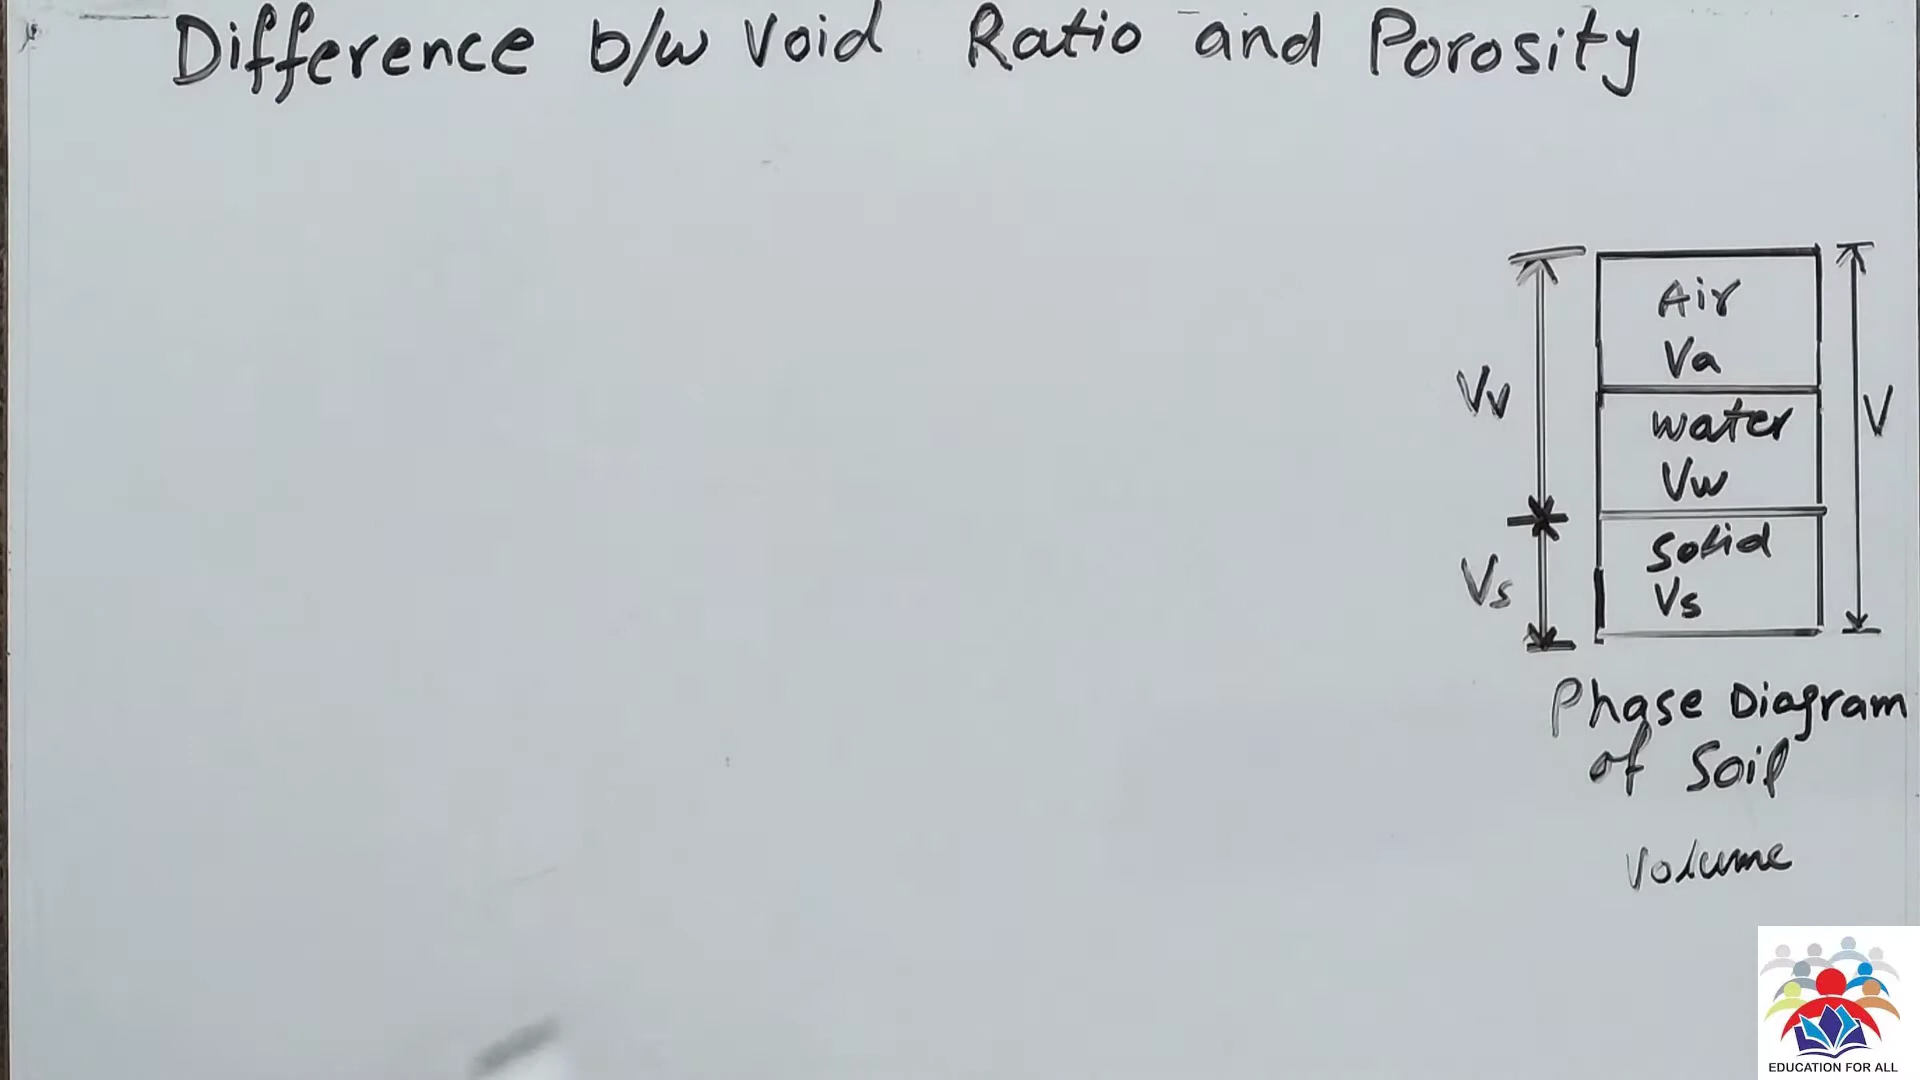 Difference b/w Void Ratio and Porosity
Air
Va
Vv
V
water
Vw
Solid
Vs
Vs
Phase Diagram
of Soil
Volume
EDUCATION FOR ALL